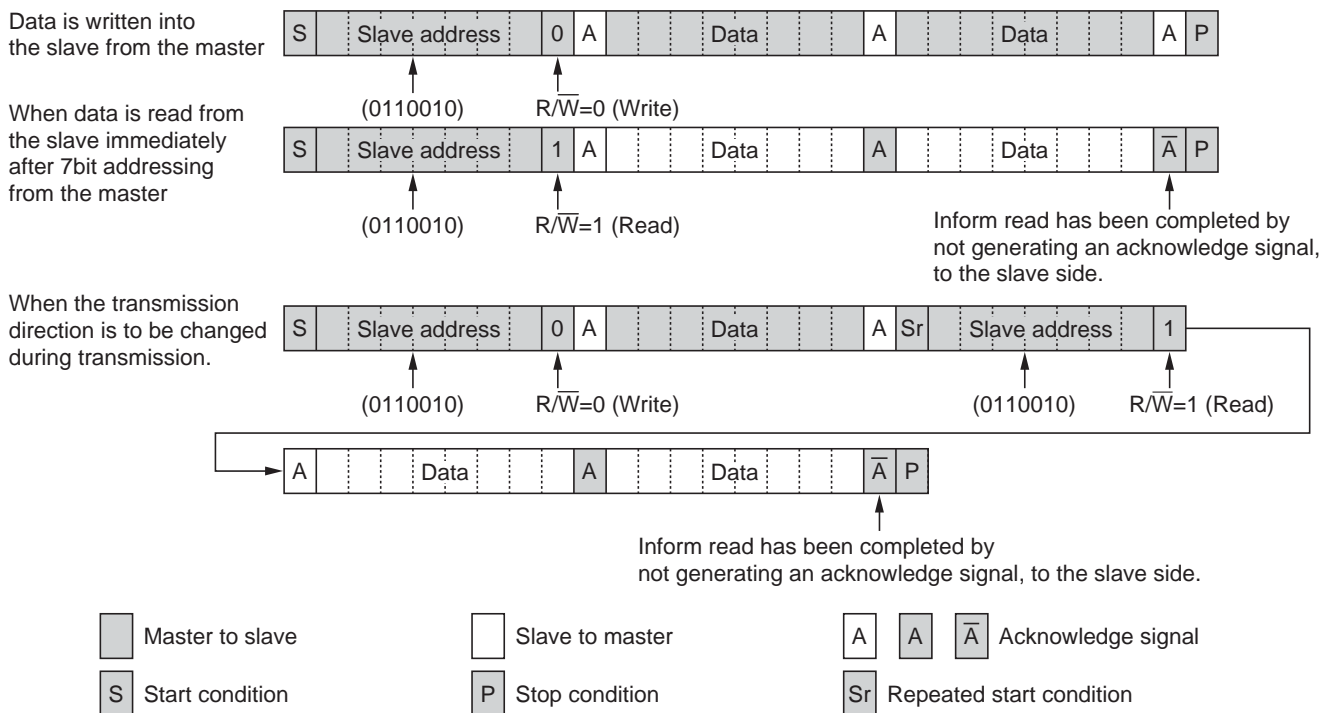 Data is written into
the slave from the master
S Slave address 0 A Data A Data A P
(0110010) R/W̅=0 (Write)
When data is read from
the slave immediately
after 7bit addressing
from the master
S Slave address 1 A Data A Data A̅ P
(0110010) R/W̅=1 (Read)
Inform read has been completed by
not generating an acknowledge signal,
to the slave side.
When the transmission
direction is to be changed
during transmission.
S Slave address 0 A Data A Sr Slave address 1
(0110010) R/W̅=0 (Write) (0110010) R/W̅=1 (Read)
A Data A Data A̅ P
Inform read has been completed by
not generating an acknowledge signal, to the slave side.
Master to slave Slave to master A A A̅ Acknowledge signal
S Start condition P Stop condition Sr Repeated start condition